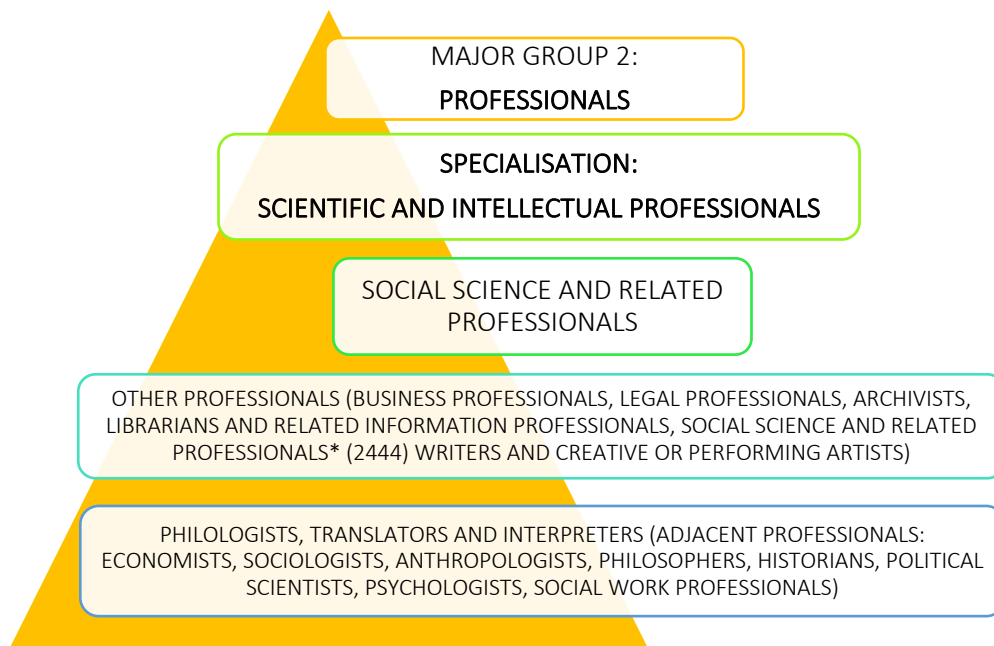 MAJOR GROUP 2:
PROFESSIONALS
SPECIALISATION:
SCIENTIFIC AND INTELLECTUAL PROFESSIONALS
SOCIAL SCIENCE AND RELATED
PROFESSIONALS
OTHER PROFESSIONALS (BUSINESS PROFESSIONALS, LEGAL PROFESSIONALS, ARCHIVISTS,
LIBRARIANS AND RELATED INFORMATION PROFESSIONALS, SOCIAL SCIENCE AND RELATED
PROFESSIONALS* (2444) WRITERS AND CREATIVE OR PERFORMING ARTISTS)
PHILOLOGISTS, TRANSLATORS AND INTERPRETERS (ADJACENT PROFESSIONALS:
ECONOMISTS, SOCIOLOGISTS, ANTHROPOLOGISTS, PHILOSOPHERS, HISTORIANS, POLITICAL
SCIENTISTS, PSYCHOLOGISTS, SOCIAL WORK PROFESSIONALS)